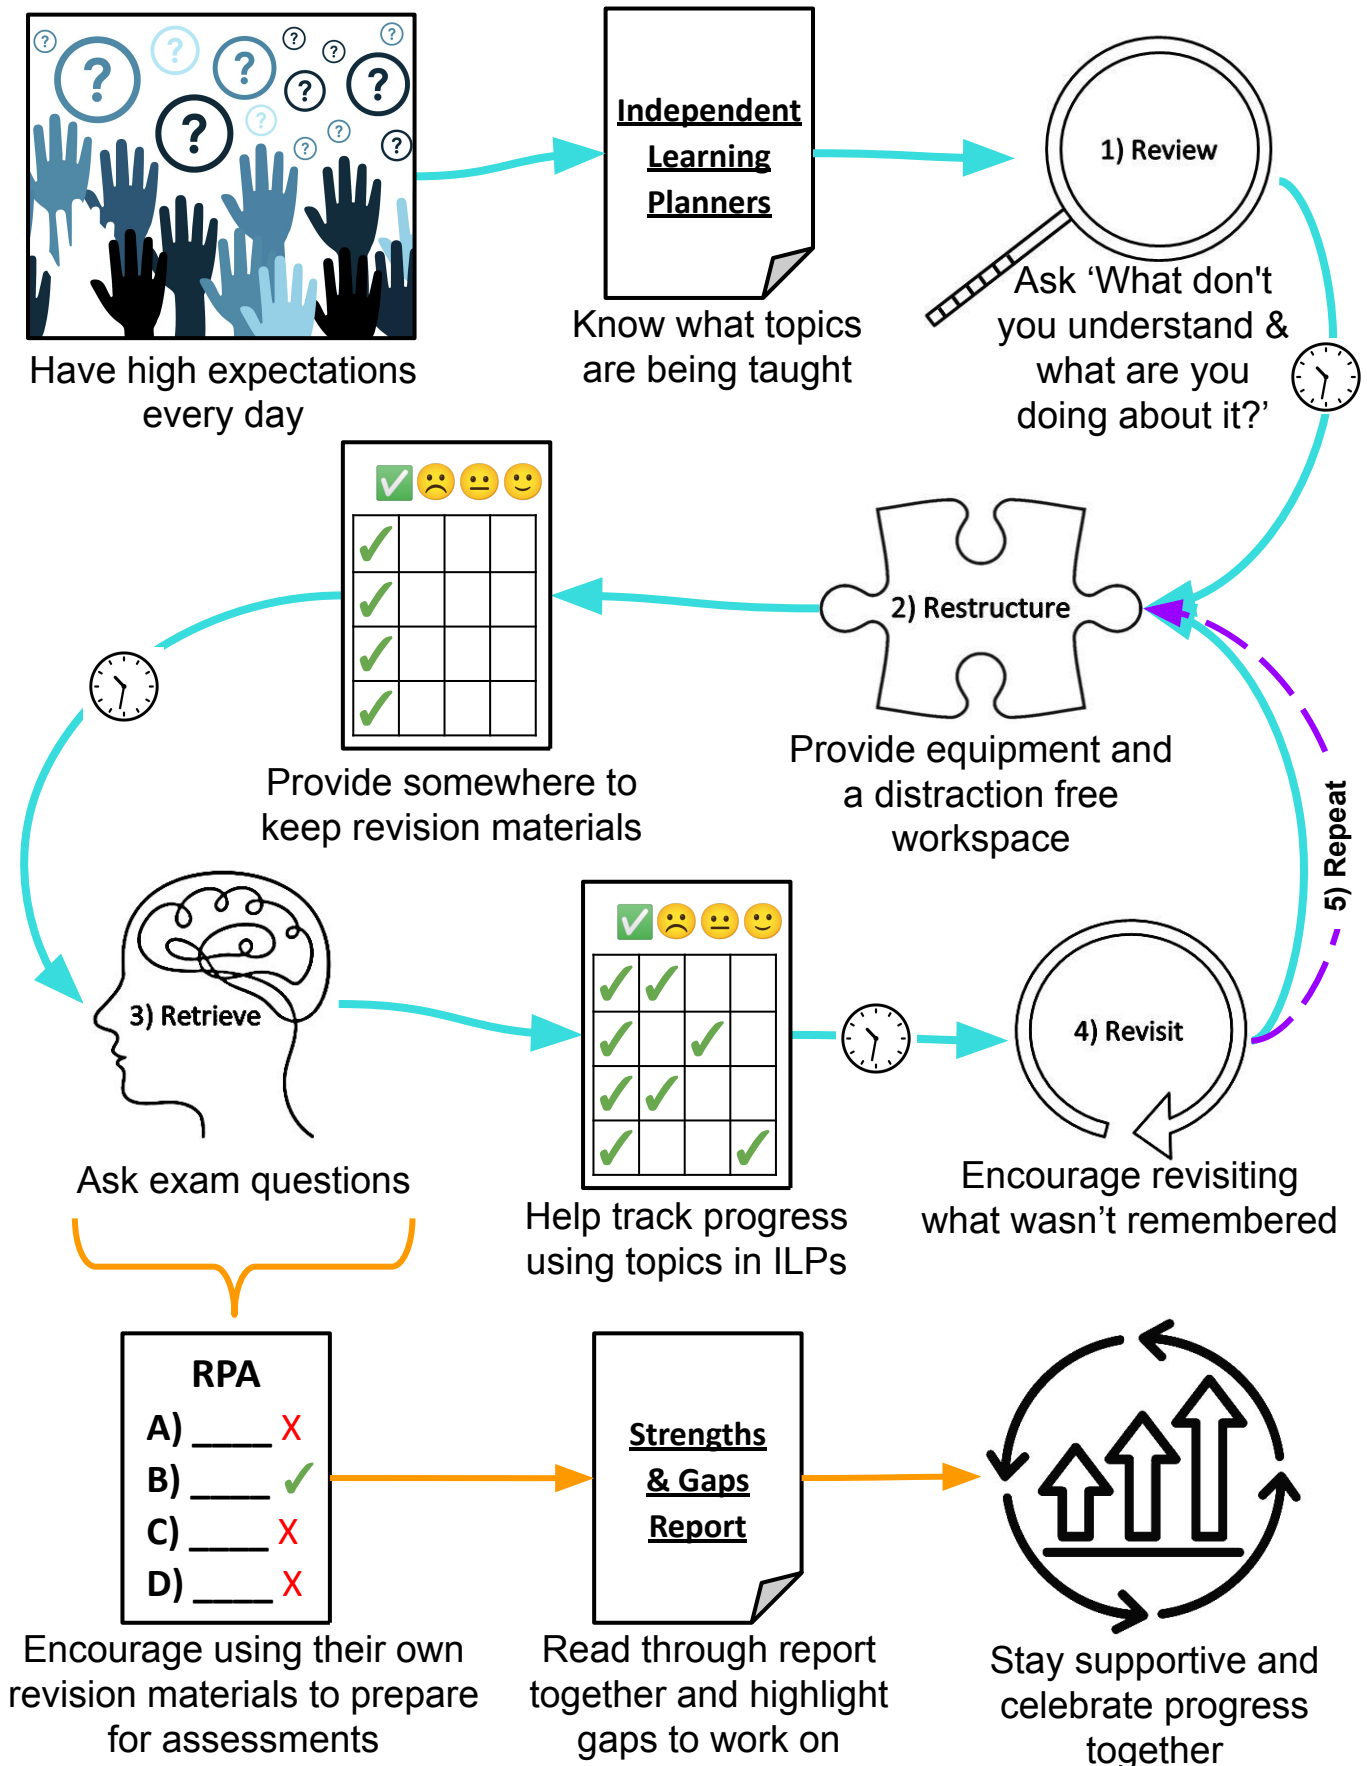 ? ? ? ? ? ? ? ? ? ? ? ? ?
Have high expectations
every day
Independent
Learning
Planners
Know what topics
are being taught
1) Review
Ask ‘What don't
you understand &
what are you
doing about it?’
2) Restructure
Provide equipment and
a distraction free
workspace
Provide somewhere to
keep revision materials
3) Retrieve
Ask exam questions
Help track progress
using topics in ILPs
4) Revisit
Encourage revisiting
what wasn’t remembered
5) Repeat
RPA
A) ____ X
B) ____ ✓
C) ____ X
D) ____ X
Encourage using their own
revision materials to prepare
for assessments
Strengths
& Gaps
Report
Read through report
together and highlight
gaps to work on
Stay supportive and
celebrate progress
together